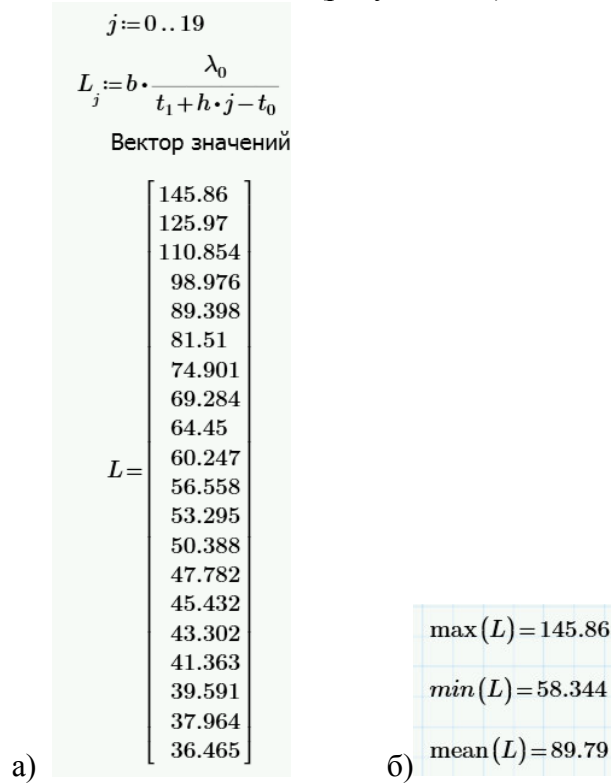 j:=0..19
L_j:=b·λ_0/(t_1+h·j−t_0)
Вектор значений
145.86
125.97
110.854
98.976
89.398
81.51
74.901
69.284
64.45
L= 60.247
56.558
53.295
50.388
47.782
45.432
43.302
41.363
39.591
37.964
36.465
а)
max(L)=145.86
min(L)=58.344
mean(L)=89.79
б)